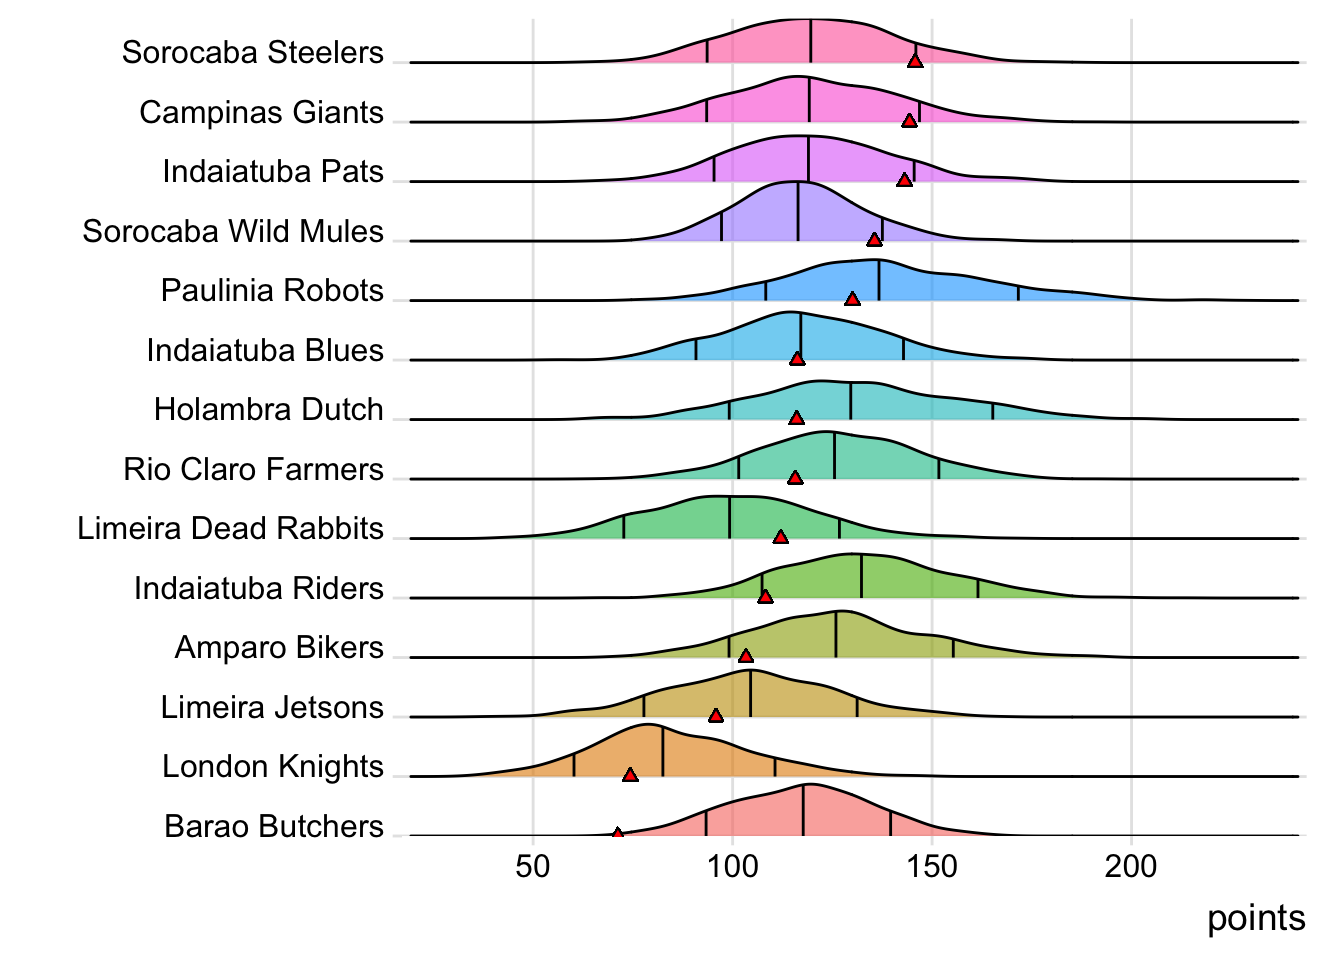 Sorocaba Steelers
Campinas Giants
Indaiatuba Pats
Sorocaba Wild Mules
Paulinia Robots
Indaiatuba Blues
Holambra Dutch
Rio Claro Farmers
Limeira Dead Rabbits
Indaiatuba Riders
Amparo Bikers
Limeira Jetsons
London Knights
Barao Butchers
50 100 150 200
points